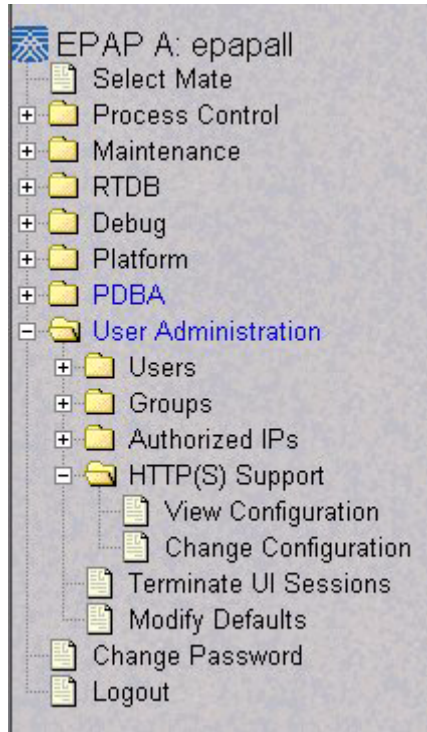 EPAP A: epapall
Select Mate
Process Control
Maintenance
RTDB
Debug
Platform
PDBA
User Administration
Users
Groups
Authorized IPs
HTTP(S) Support
View Configuration
Change Configuration
Terminate UI Sessions
Modify Defaults
Change Password
Logout